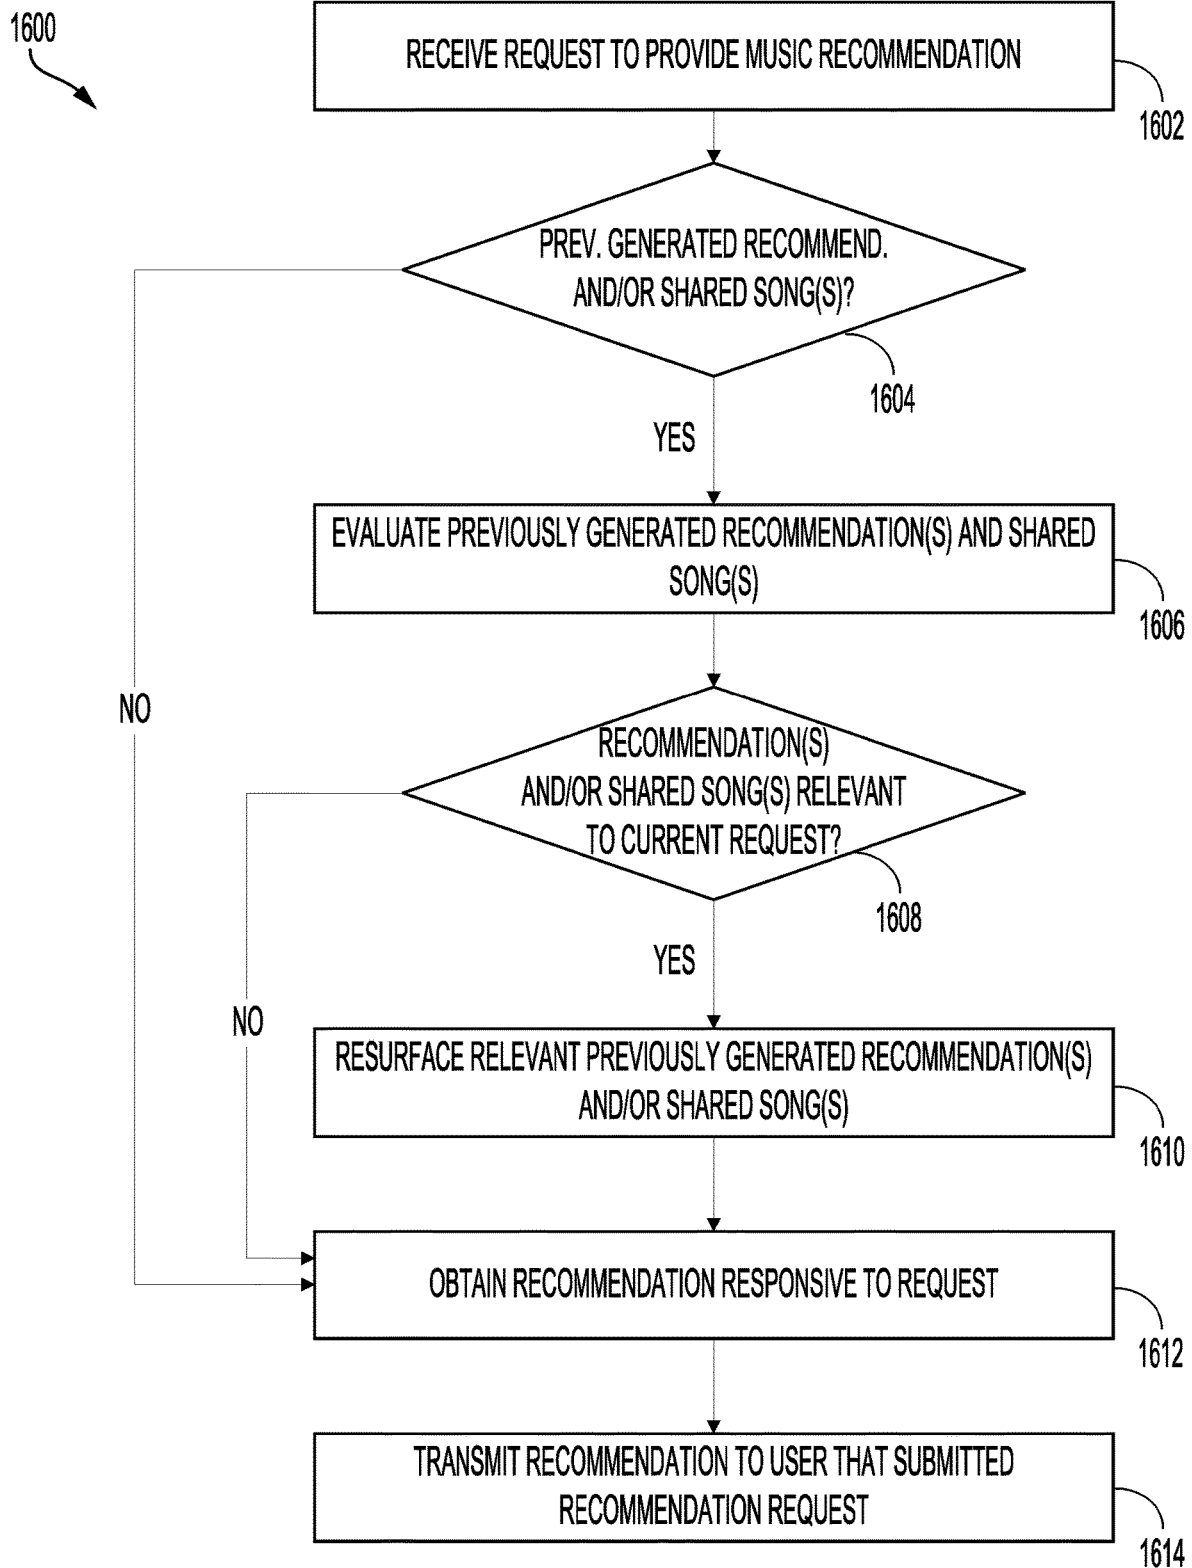 1600
RECEIVE REQUEST TO PROVIDE MUSIC RECOMMENDATION
1602
PREV. GENERATED RECOMMEND.
AND/OR SHARED SONG(S)?
1604
YES
EVALUATE PREVIOUSLY GENERATED RECOMMENDATION(S) AND SHARED
SONG(S)
1606
NO
RECOMMENDATION(S)
AND/OR SHARED SONG(S) RELEVANT
TO CURRENT REQUEST?
1608
YES
NO
RESURFACE RELEVANT PREVIOUSLY GENERATED RECOMMENDATION(S)
AND/OR SHARED SONG(S)
1610
OBTAIN RECOMMENDATION RESPONSIVE TO REQUEST
1612
TRANSMIT RECOMMENDATION TO USER THAT SUBMITTED
RECOMMENDATION REQUEST
1614